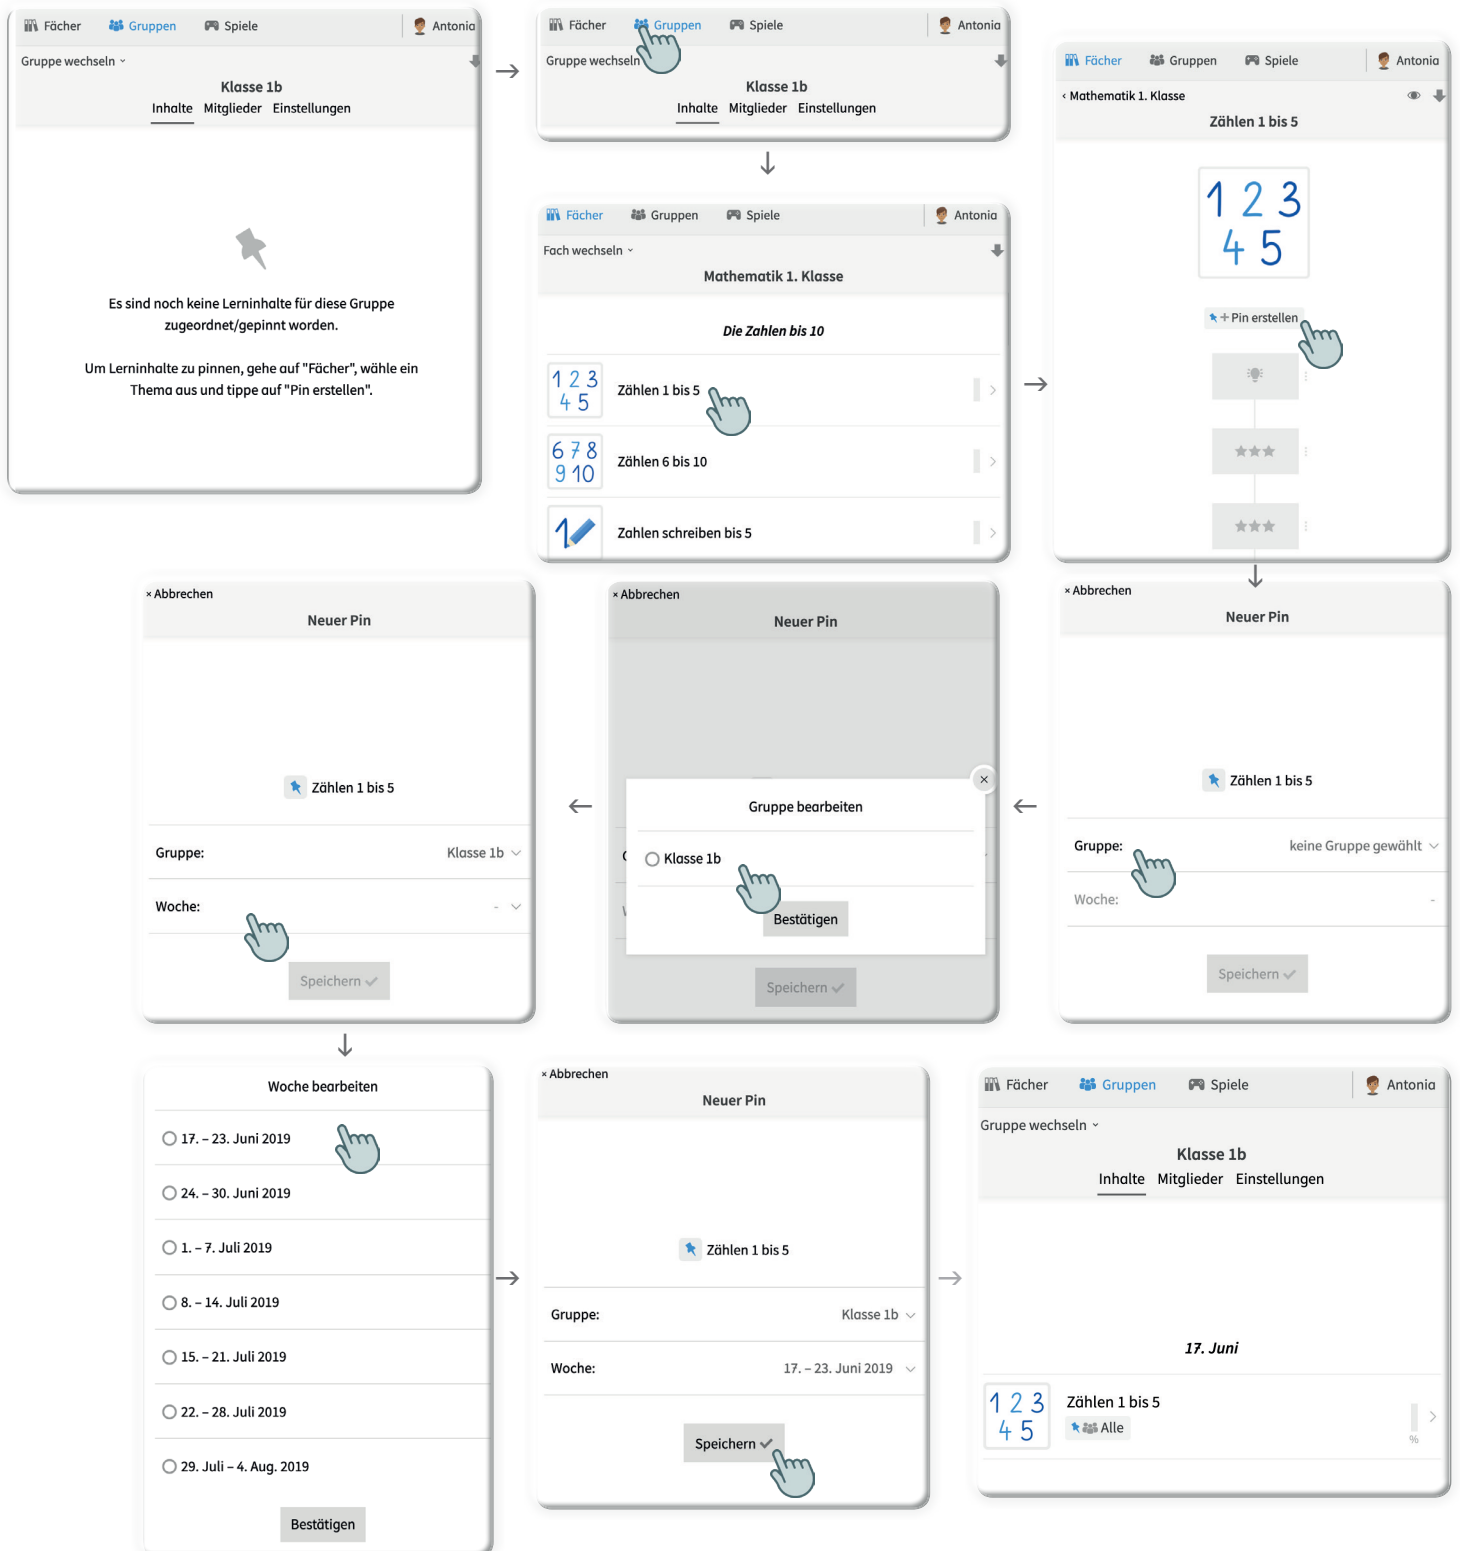 Fächer Gruppen Spiele Antonia
Gruppe wechseln
Klasse 1b
Inhalte Mitglieder Einstellungen
Es sind noch keine Lerninhalte für diese Gruppe
zugeordnet/gepinnt worden.
Um Lerninhalte zu pinnen, gehe auf "Fächer", wähle ein
Thema aus und tippe auf "Pin erstellen".
Fächer Gruppen Spiele Antonia
Gruppe wechseln
Klasse 1b
Inhalte Mitglieder Einstellungen
Fächer Gruppen Spiele Antonia
Fach wechseln
Mathematik 1. Klasse
Die Zahlen bis 10
1 2 3
4 5
Zählen 1 bis 5
6 7 8
9 10
Zählen 6 bis 10
1
Zahlen schreiben bis 5
Fächer Gruppen Spiele Antonia
‹ Mathematik 1. Klasse
Zählen 1 bis 5
1 2 3
4 5
+ Pin erstellen
× Abbrechen
Neuer Pin
Zählen 1 bis 5
Gruppe: keine Gruppe gewählt
Woche: -
Speichern
× Abbrechen
Neuer Pin
Gruppe bearbeiten
Klasse 1b
Bestätigen
Speichern
× Abbrechen
Neuer Pin
Zählen 1 bis 5
Gruppe: Klasse 1b
Woche: -
Speichern
Woche bearbeiten
17. – 23. Juni 2019
24. – 30. Juni 2019
1. – 7. Juli 2019
8. – 14. Juli 2019
15. – 21. Juli 2019
22. – 28. Juli 2019
29. Juli – 4. Aug. 2019
Bestätigen
× Abbrechen
Neuer Pin
Zählen 1 bis 5
Gruppe: Klasse 1b
Woche: 17. – 23. Juni 2019
Speichern
Fächer Gruppen Spiele Antonia
Gruppe wechseln
Klasse 1b
Inhalte Mitglieder Einstellungen
17. Juni
1 2 3
4 5
Zählen 1 bis 5
Alle
%